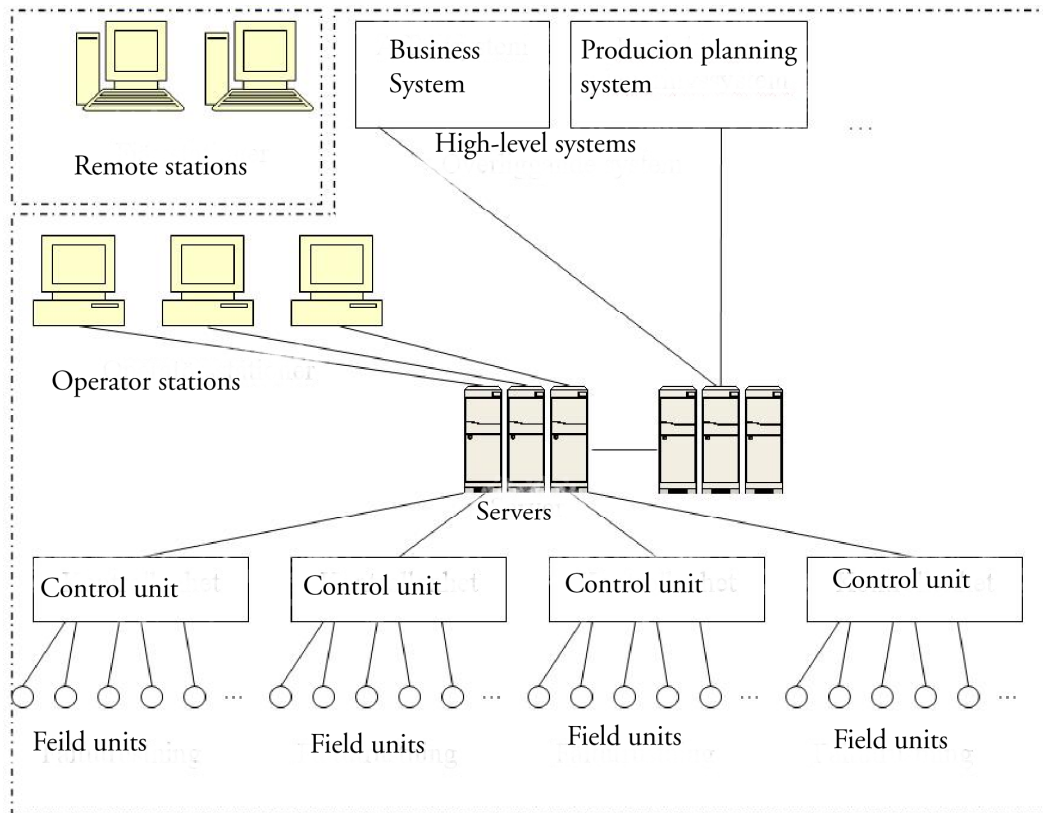 Business
System
Producion planning
system
...
High-level systems
Remote stations
Operator stations
Servers
Control unit
Control unit
Control unit
Control unit
...
...
...
...
Feild units
Field units
Field units
Field units